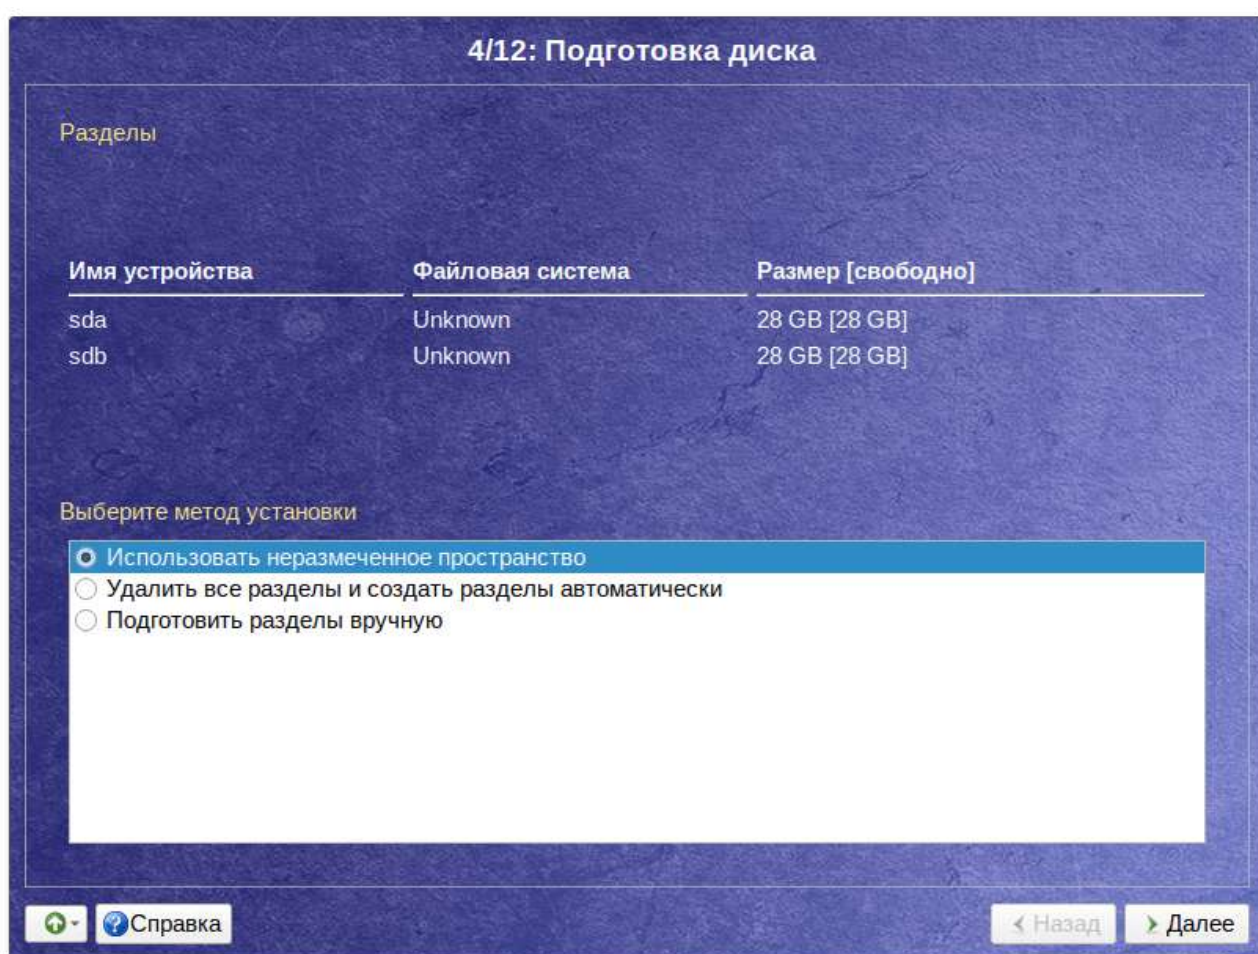 4/12: Подготовка диска
Разделы
Имя устройства Файловая система Размер [свободно]
sda Unknown 28 GB [28 GB]
sdb Unknown 28 GB [28 GB]
Выберите метод установки
Использовать неразмеченное пространство
Удалить все разделы и создать разделы автоматически
Подготовить разделы вручную
Справка Назад Далее